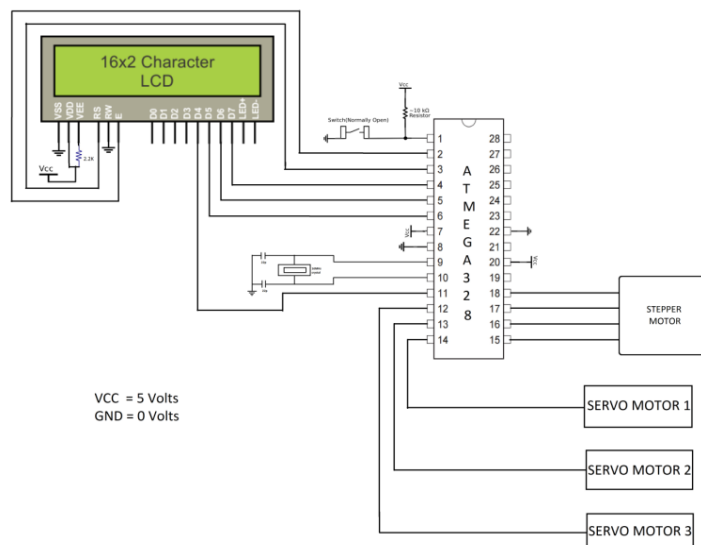 16x2 Character
LCD
VSS
VDD
VEE
RS
RW
E
D0
D1
D2
D3
D4
D5
D6
D7
LED+
LED-
Vcc
2.2K
Vcc
~10 kΩ
Resistor
Switch(Normally Open)
1
2
3
4
5
6
7
8
9
10
11
12
13
14
ATMEGA328
28
27
26
25
24
23
22
21
20
19
18
17
16
15
Vcc
Vcc
STEPPER
MOTOR
SERVO MOTOR 1
SERVO MOTOR 2
SERVO MOTOR 3
VCC = 5 Volts
GND = 0 Volts